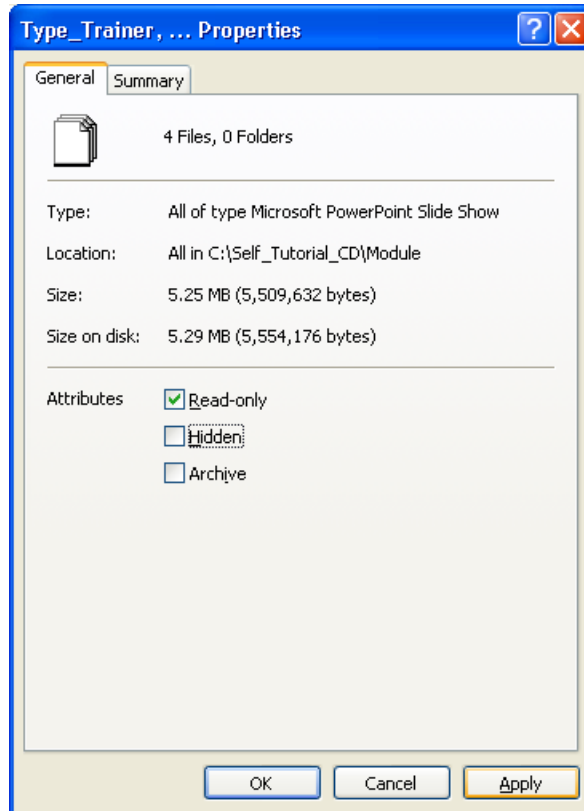 Type_Trainer, ... Properties
General Summary
4 Files, 0 Folders
Type: All of type Microsoft PowerPoint Slide Show
Location: All in C:\Self_Tutorial_CD\Module
Size: 5.25 MB (5,509,632 bytes)
Size on disk: 5.29 MB (5,554,176 bytes)
Attributes Read-only
Hidden
Archive
OK Cancel Apply